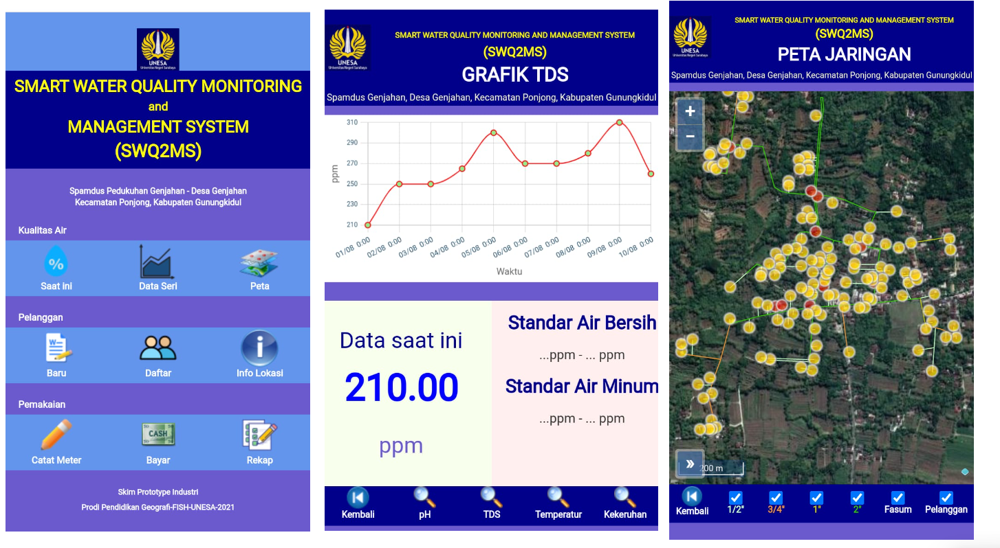 UNESA
Universitas Negeri Surabaya
SMART WATER QUALITY MONITORING
and
MANAGEMENT SYSTEM
(SWQ2MS)
Spamdus Pedukuhan Genjahan - Desa Genjahan
Kecamatan Ponjong, Kabupaten Gunungkidul
Kualitas Air
%
Saat ini Data Seri Peta
Pelanggan
W
i
Baru Daftar Info Lokasi
Pemakaian
CASH
Catat Meter Bayar Rekap
Skim Prototype Industri
Prodi Pendidikan Geografi-FISH-UNESA-2021
UNESA
Universitas Negeri Surabaya
SMART WATER QUALITY MONITORING AND MANAGEMENT SYSTEM
(SWQ2MS)
GRAFIK TDS
Spamdus Genjahan, Desa Genjahan, Kecamatan Ponjong, Kabupaten Gunungkidul
310
290
270
250
230
210
ppm
01/08 0:00 02/08 0:00 03/08 0:00 04/08 0:00 05/08 0:00 06/08 0:00 07/08 0:00 08/08 0:00 09/08 0:00 10/08 0:00
Waktu
Data saat ini
210.00
ppm
Standar Air Bersih
...ppm - ... ppm
Standar Air Minum
...ppm - ... ppm
Kembali pH TDS Temperatur Kekeruhan
UNESA
Universitas Negeri Surabaya
SMART WATER QUALITY MONITORING AND MANAGEMENT SYSTEM
(SWQ2MS)
PETA JARINGAN
Spamdus Genjahan, Desa Genjahan, Kecamatan Ponjong, Kabupaten Gunungkidul
+
−
»
200 m
Kembali 1/2" 3/4" 1" 2" Fasum Pelanggan